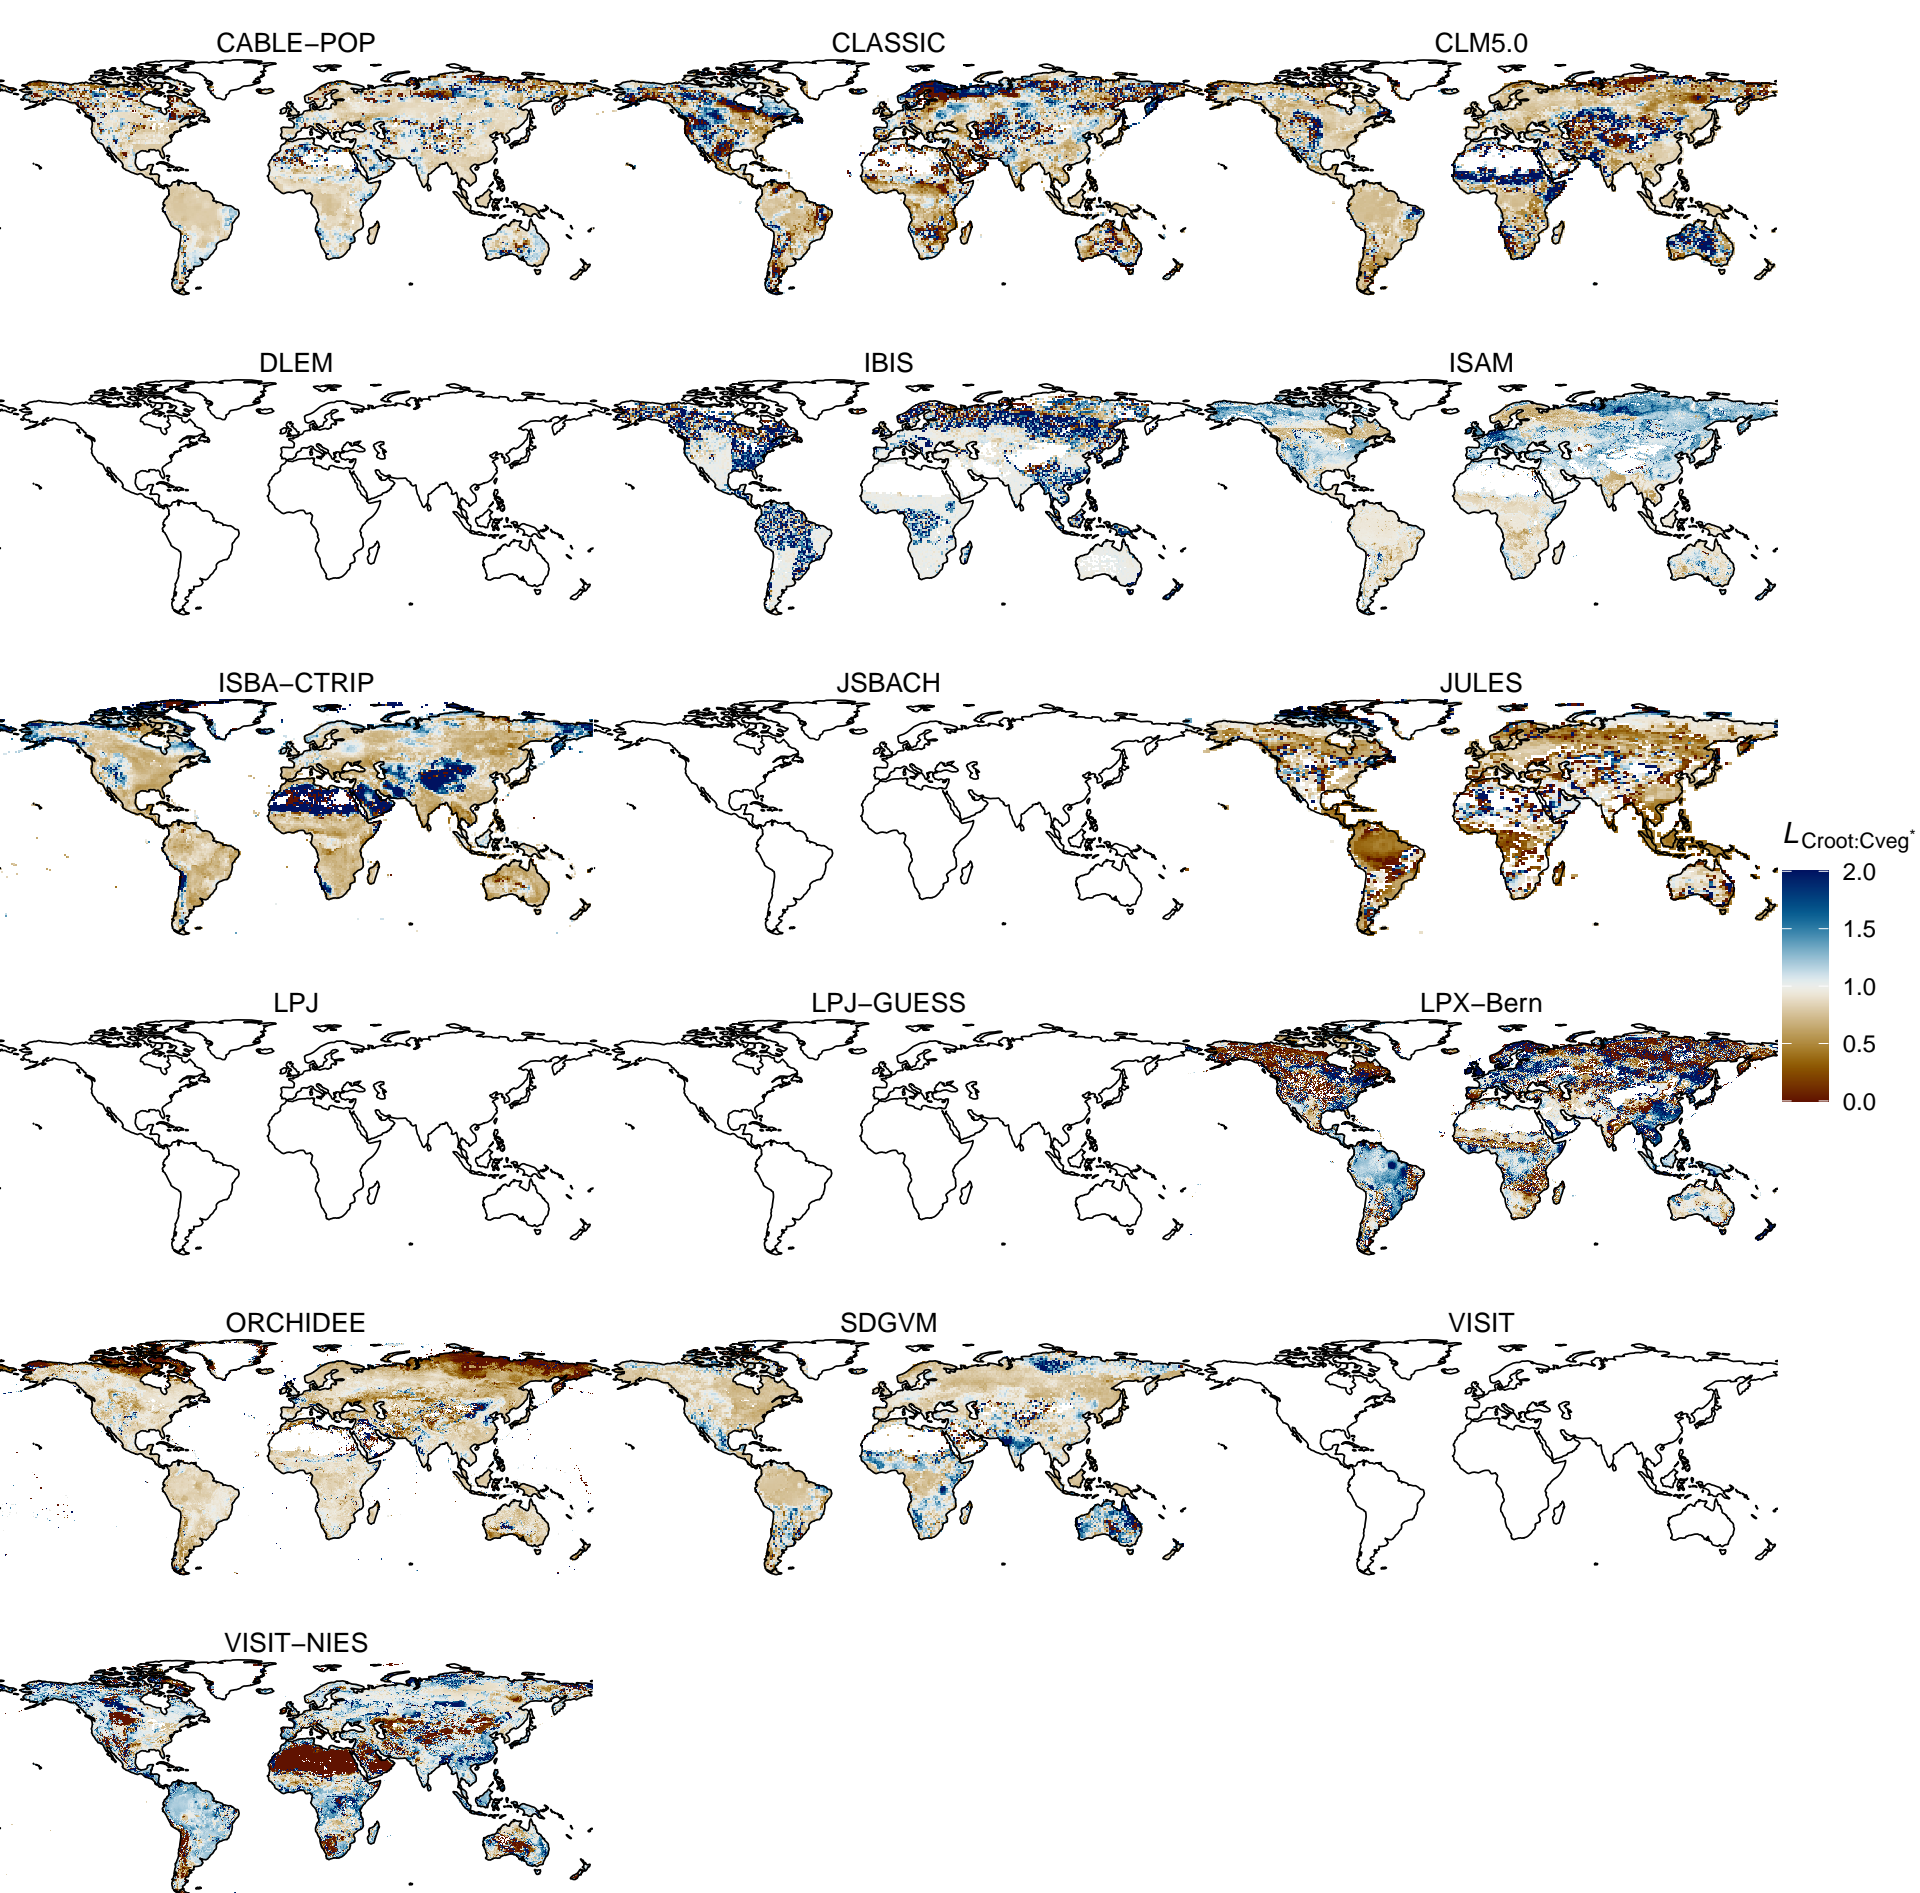 CABLE−POP CLASSIC CLM5.0
DLEM IBIS ISAM
ISBA−CTRIP JSBACH JULES
L Croot:Cveg*
2.0
1.5
1.0
0.5
0.0
LPJ LPJ−GUESS LPX−Bern
ORCHIDEE SDGVM VISIT
VISIT−NIES